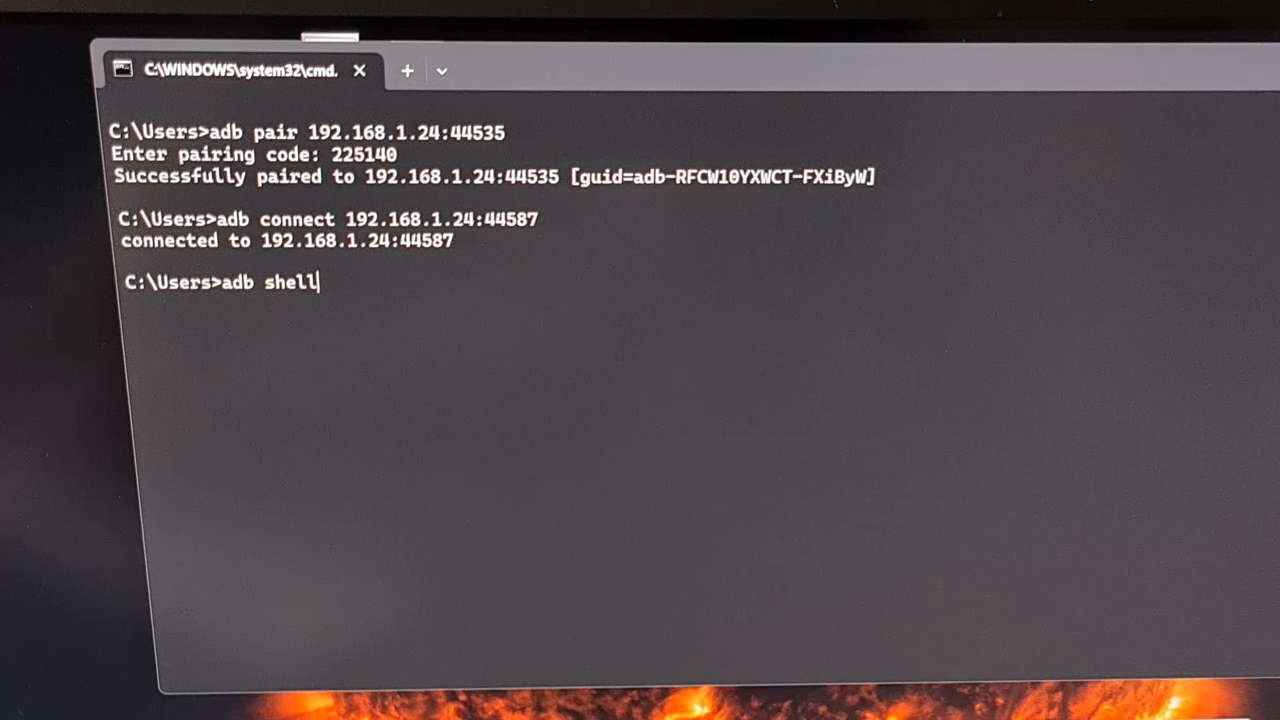 C:\WINDOWS\system32\cmd.
C:\Users>adb pair 192.168.1.24:44535
Enter pairing code: 225140
Successfully paired to 192.168.1.24:44535 [guid=adb-RFCW10YXWCT-FXiByW]
C:\Users>adb connect 192.168.1.24:44587
connected to 192.168.1.24:44587
C:\Users>adb shell